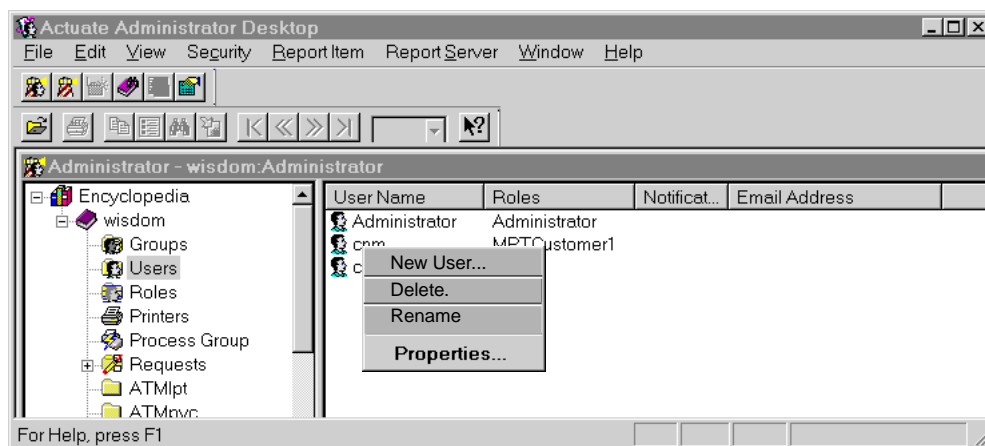 Actuate Administrator Desktop
File Edit View Security Report Item Report Server Window Help
Administrator - wisdom:Administrator
Encyclopedia
wisdom
Groups
Users
Roles
Printers
Process Group
Requests
ATMlpt
ATMpvc
User Name Roles Notificat... Email Address
Administrator Administrator
cnm MPTCustomer1
c
New User...
Delete.
Rename
Properties...
For Help, press F1